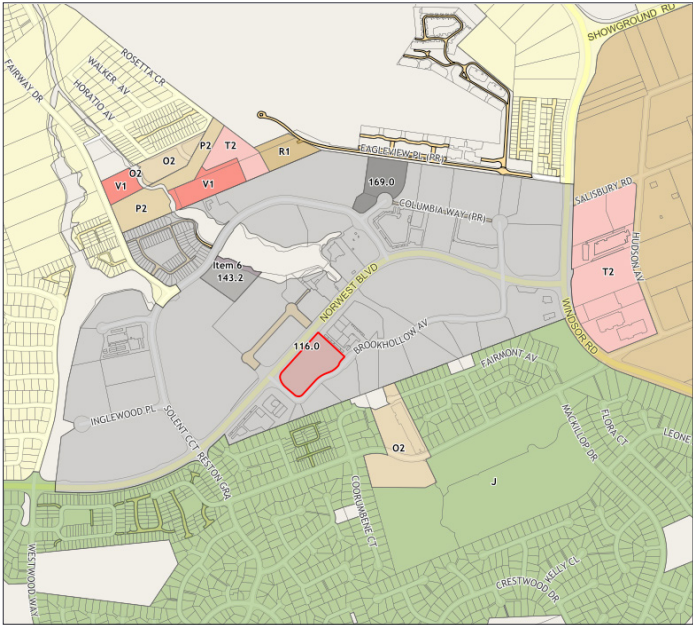 SHOWGROUND RD
ROSETTA CR
WALKER AV
FAIRWAY DR
HORATIO AV
P2
T2
O2
R1
EAGLEVIEW PL (PR)
O2
V1
V1
169.0
SALISBURY RD
P2
COLUMBIA WAY (PR)
HUDSON AV
Item 6
143.2
T2
NORWEST BLVD
WINDSOR RD
116.0
BROOKHOLLOW AV
FAIRMONT AV
INGLEWOOD PL
SOLENT CCT
MACKILLOP DR
FLORA CT
LEONE
O2
RESTON GRA
J
COORUMBENE CT
WESTWOOD WAY
KELLY CL
CRESTWOOD DR